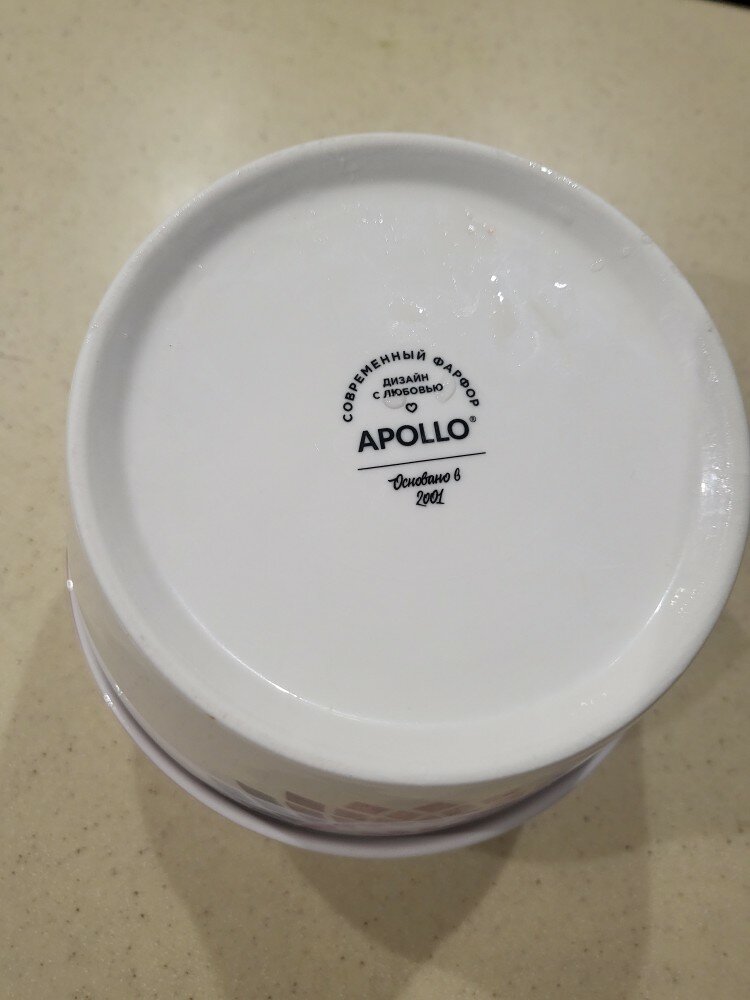 СОВРЕМЕННЫЙ ФАРФОР
ДИЗАЙН
С ЛЮБОВЬЮ
APOLLO®
Основано в
2001